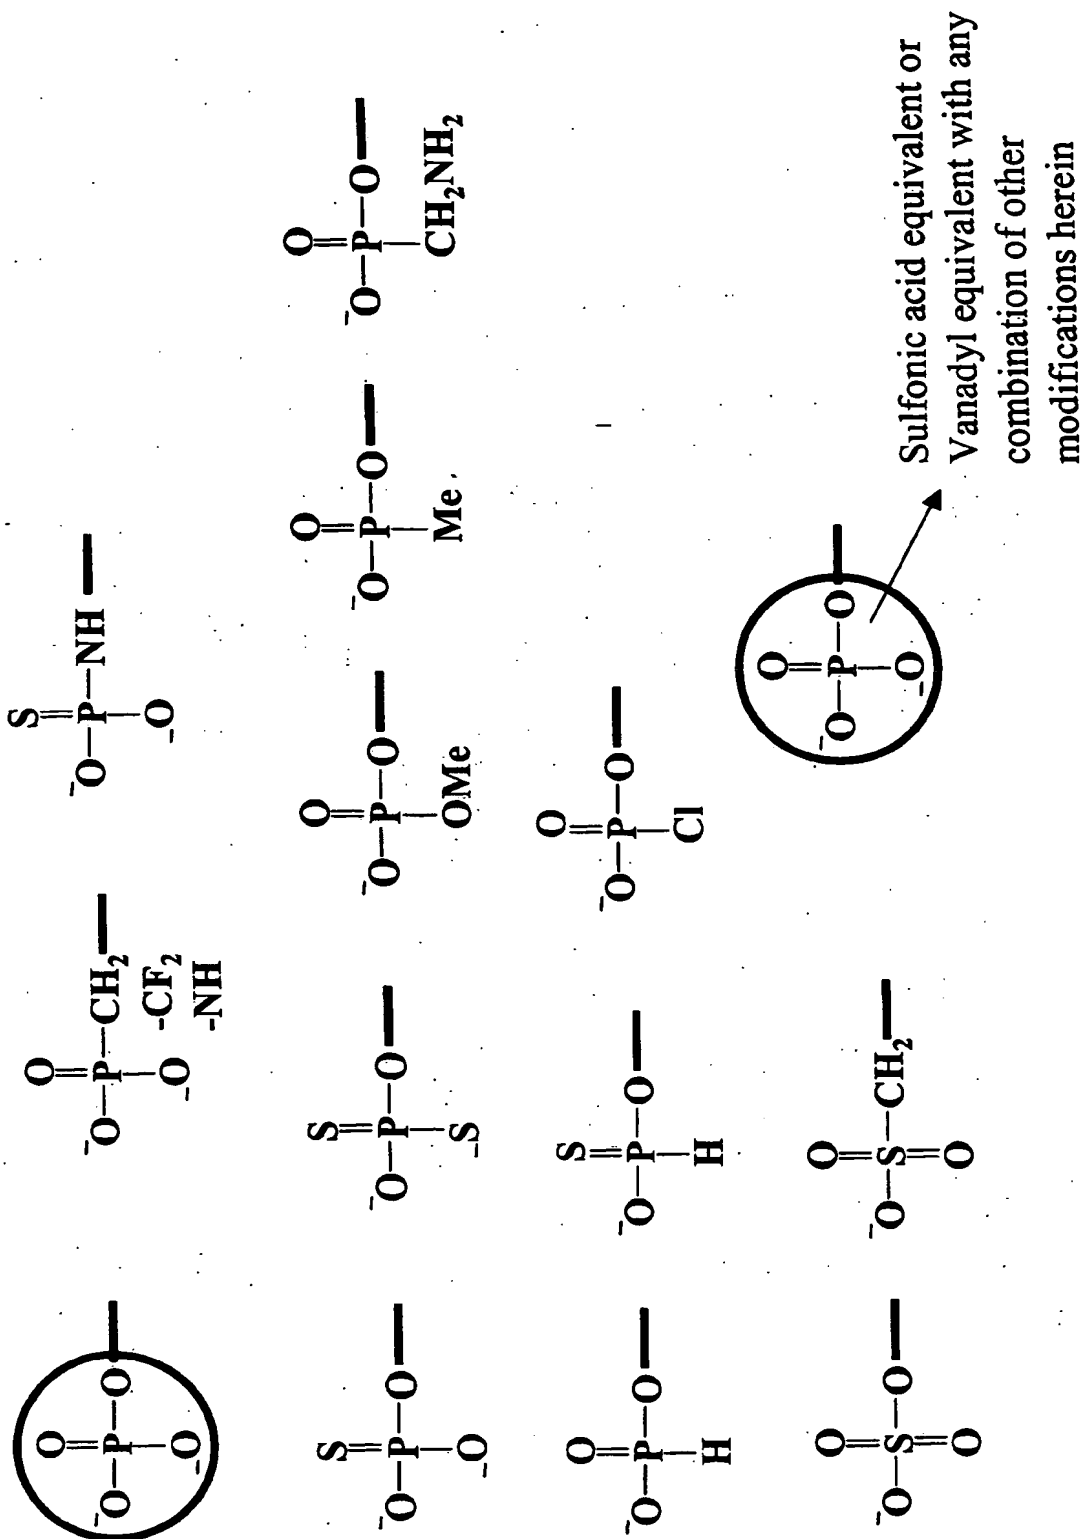 O
⁻O–P–O
O⁻
O
⁻O–P–CH₂
O⁻
-CF₂
-NH
S
⁻O–P–NH
O⁻
S
⁻O–P–O
O⁻
S
⁻O–P–O
S⁻
O
⁻O–P–O
OMe
O
⁻O–P–O
Me
O
⁻O–P–O
CH₂NH₂
O
⁻O–P–O
H
S
⁻O–P–O
H
O
⁻O–P–O
Cl
O
⁻O–S–O
O
O
⁻O–S–CH₂
O
O
⁻O–P–O
O⁻
Sulfonic acid equivalent or
Vanadyl equivalent with any
combination of other
modifications herein